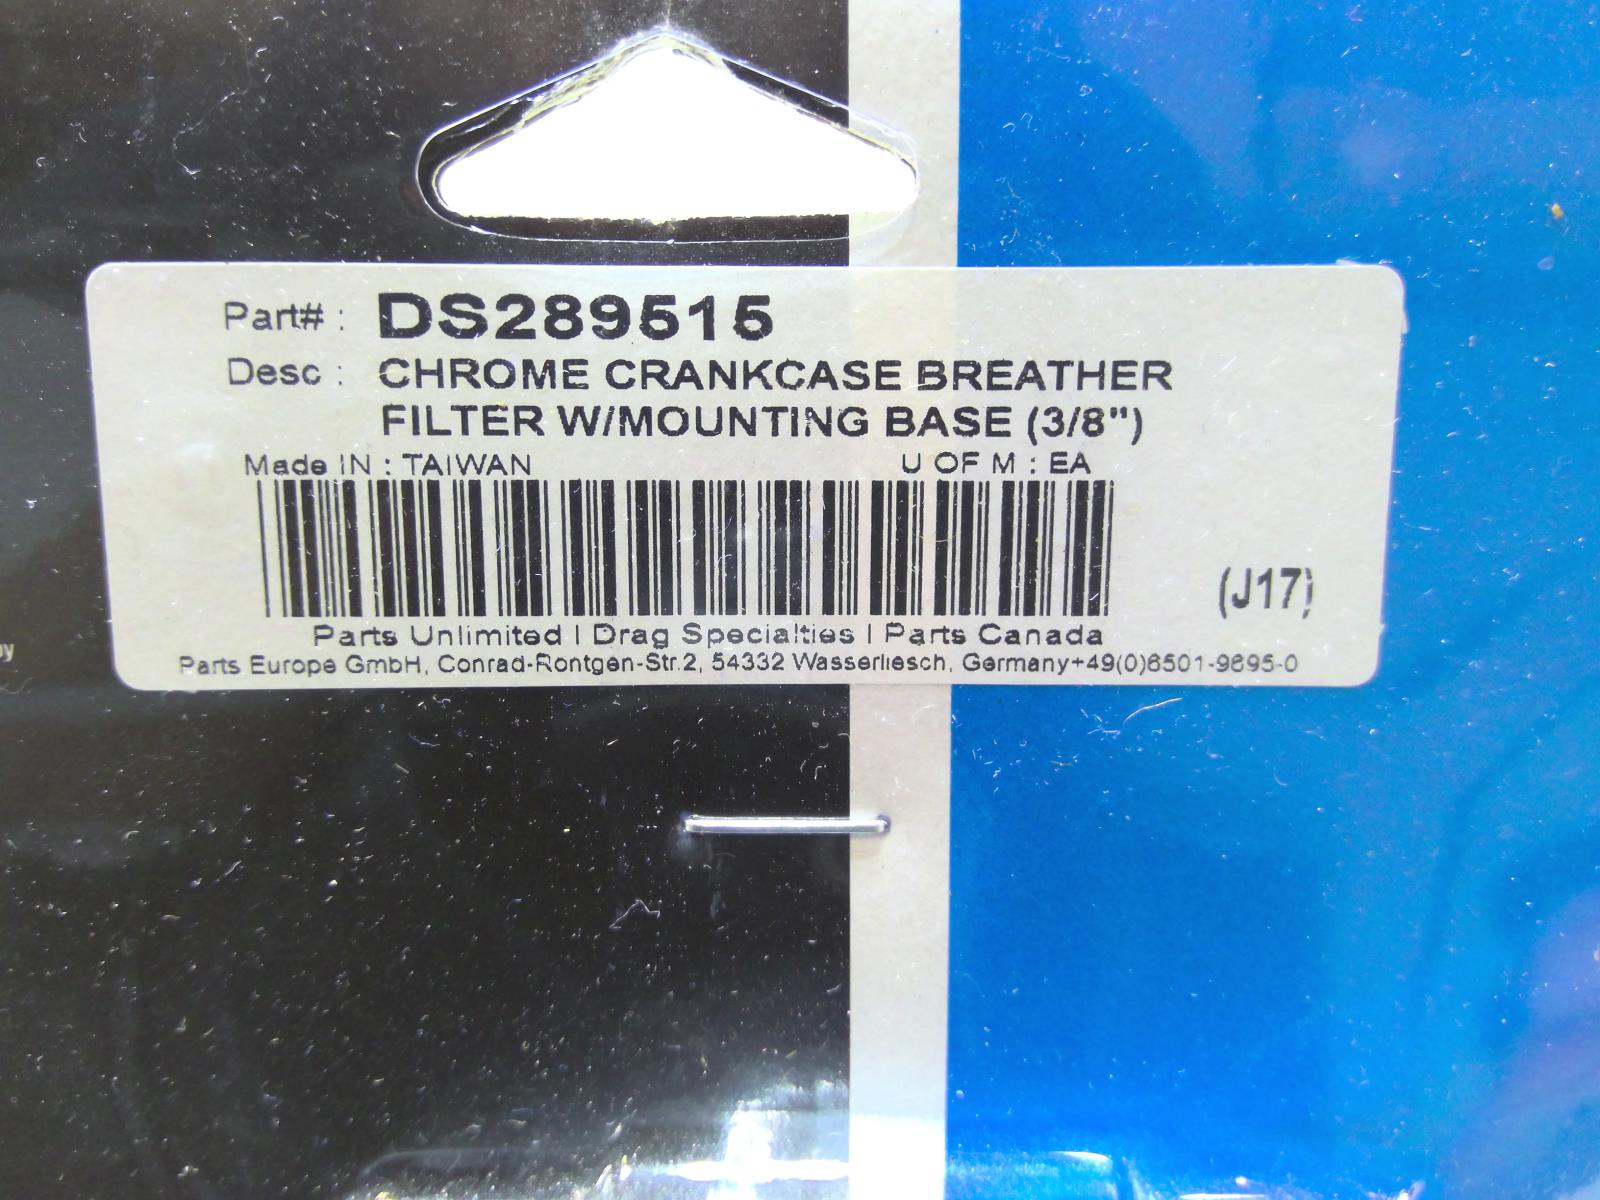 Part# : DS289515
Desc : CHROME CRANKCASE BREATHER
FILTER W/MOUNTING BASE (3/8")
Made IN : TAIWAN U OF M : EA
(J17)
Parts Unlimited | Drag Specialties | Parts Canada
Parts Europe GmbH, Conrad-Rontgen-Str.2, 54332 Wasserliesch, Germany+49(0)6501-9695-0